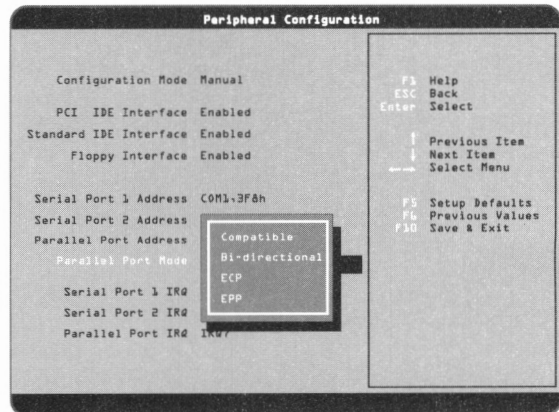 Peripheral Configuration
Configuration Mode Manual
PCI IDE Interface Enabled
Standard IDE Interface Enabled
Floppy Interface Enabled
Serial Port 1 Address COM1,3F8h
Serial Port 2 Address
Parallel Port Address
Parallel Port Mode
Serial Port 1 IRQ
Serial Port 2 IRQ
Parallel Port IRQ IRQ7
Compatible
Bi-directional
ECP
EPP
F1 Help
ESC Back
Enter Select
↑ Previous Item
↓ Next Item
←→ Select Menu
F5 Setup Defaults
F6 Previous Values
F10 Save & Exit